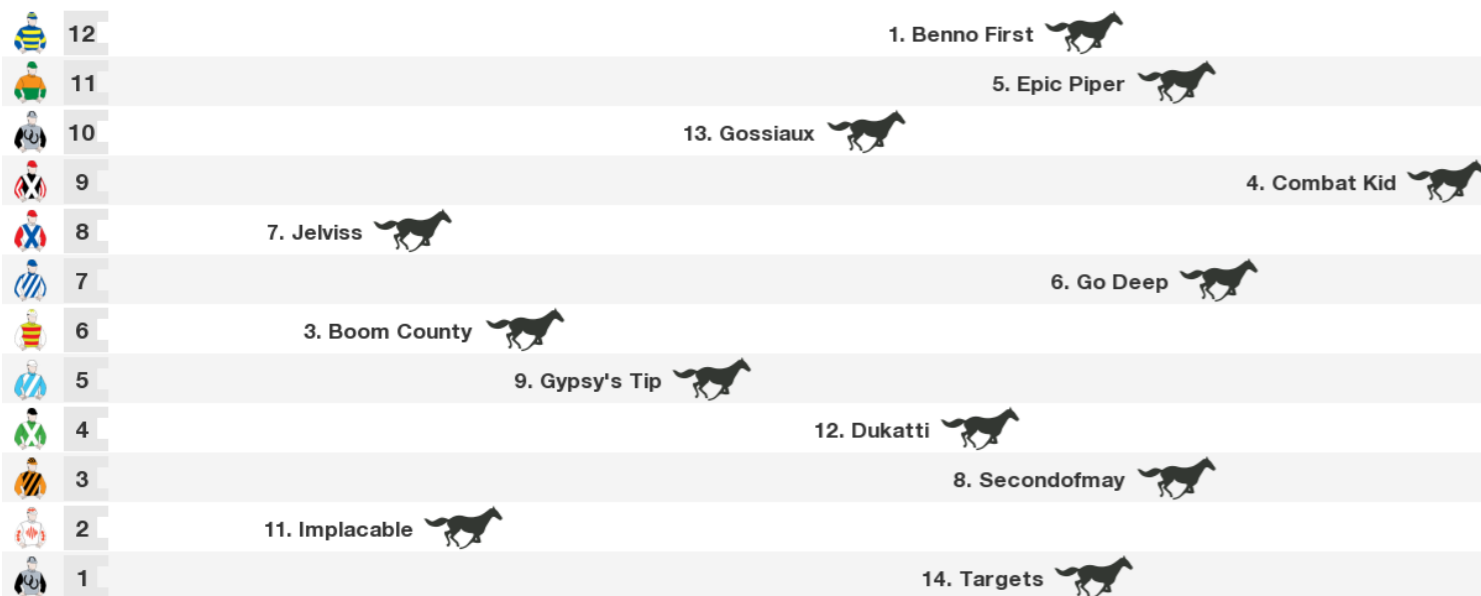 12 1. Benno First
11 5. Epic Piper
10 13. Gossiaux
9 4. Combat Kid
8 7. Jelviss
7 6. Go Deep
6 3. Boom County
5 9. Gypsy's Tip
4 12. Dukatti
3 8. Secondofmay
2 11. Implacable
1 14. Targets